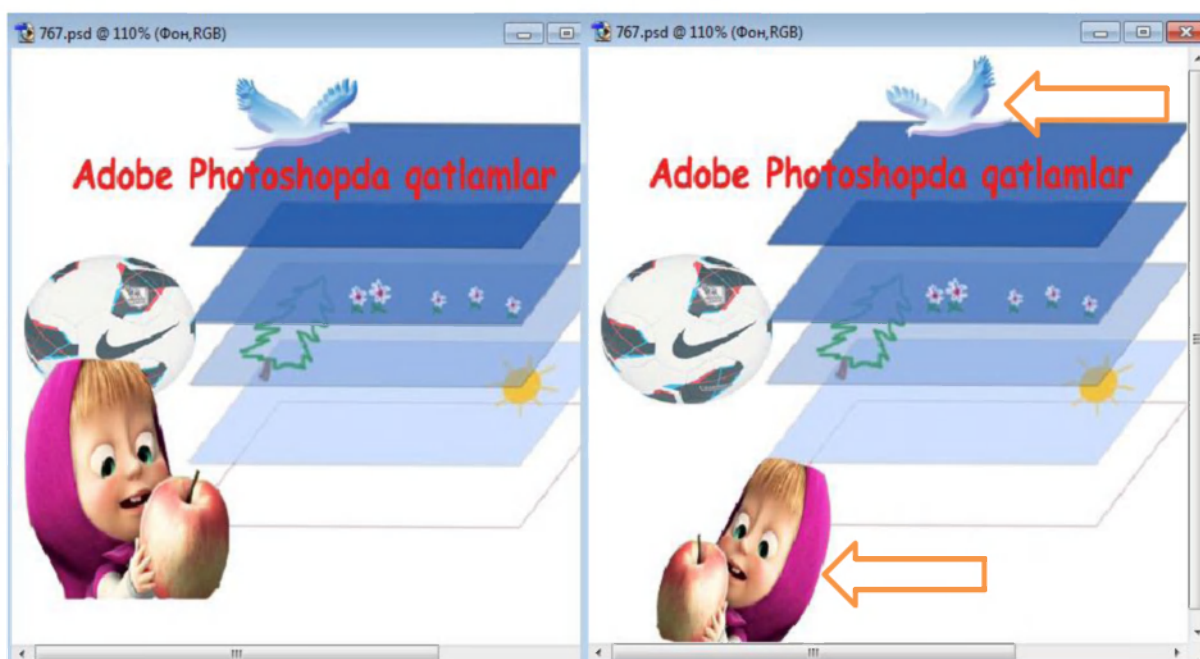 767.psd @ 110% (Фон,RGB)
Adobe Photoshopda qatlamlar
767.psd @ 110% (Фон,RGB)
Adobe Photoshopda qatlamlar